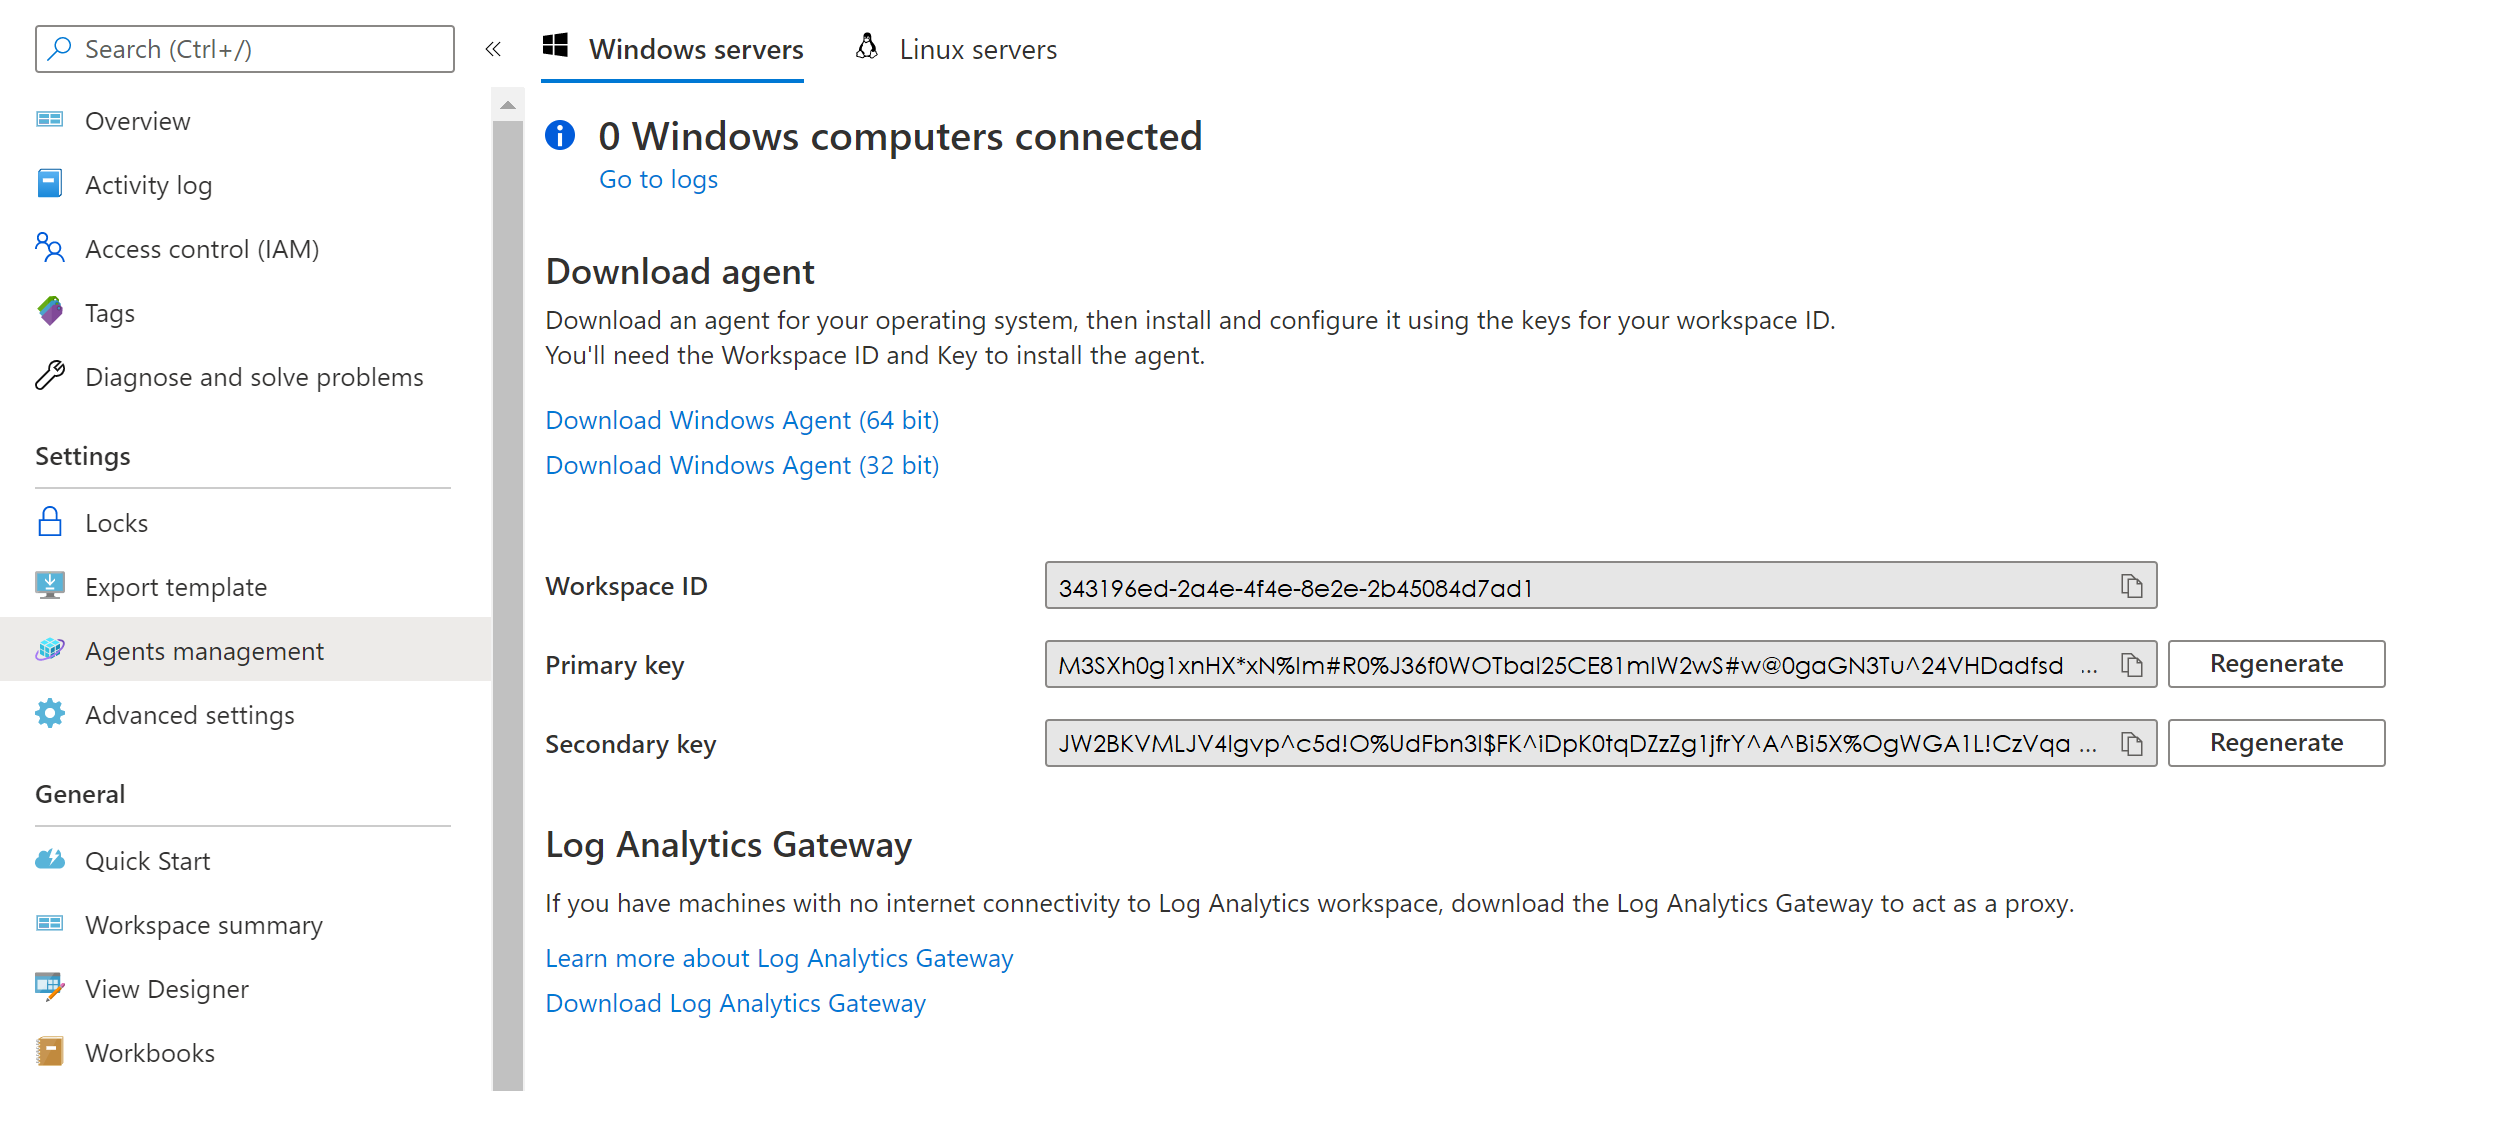 Search (Ctrl+/)
Overview
Activity log
Access control (IAM)
Tags
Diagnose and solve problems
Settings
Locks
Export template
Agents management
Advanced settings
General
Quick Start
Workspace summary
View Designer
Workbooks
Windows servers
Linux servers
0 Windows computers connected
Go to logs
Download agent
Download an agent for your operating system, then install and configure it using the keys for your workspace ID.
You'll need the Workspace ID and Key to install the agent.
Download Windows Agent (64 bit)
Download Windows Agent (32 bit)
Workspace ID
343196ed-2a4e-4f4e-8e2e-2b45084d7ad1
Primary key
M3SXh0g1xnHX*xN%Im#R0%J36f0WOTbaI25CE81mIW2wS#w@0gaGN3Tu^24VHDadfsd ...
Regenerate
Secondary key
JW2BKVMLJV4Igvp^c5d!O%UdFbn3I$FK^iDpK0tqDZzZg1jfrY^A^Bi5X%OgWGA1L!CzVqa ...
Regenerate
Log Analytics Gateway
If you have machines with no internet connectivity to Log Analytics workspace, download the Log Analytics Gateway to act as a proxy.
Learn more about Log Analytics Gateway
Download Log Analytics Gateway